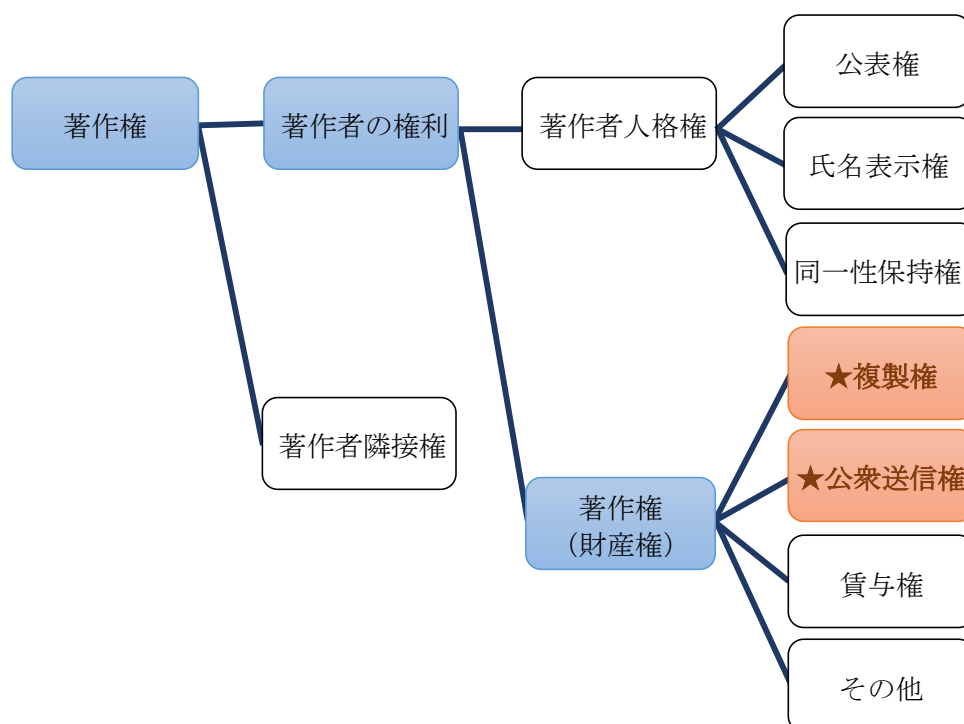 著作権
著作者の権利
著作者人格権
公表権
氏名表示権
同一性保持権
著作者隣接権
著作権
（財産権）
★複製権
★公衆送信権
賃与権
その他